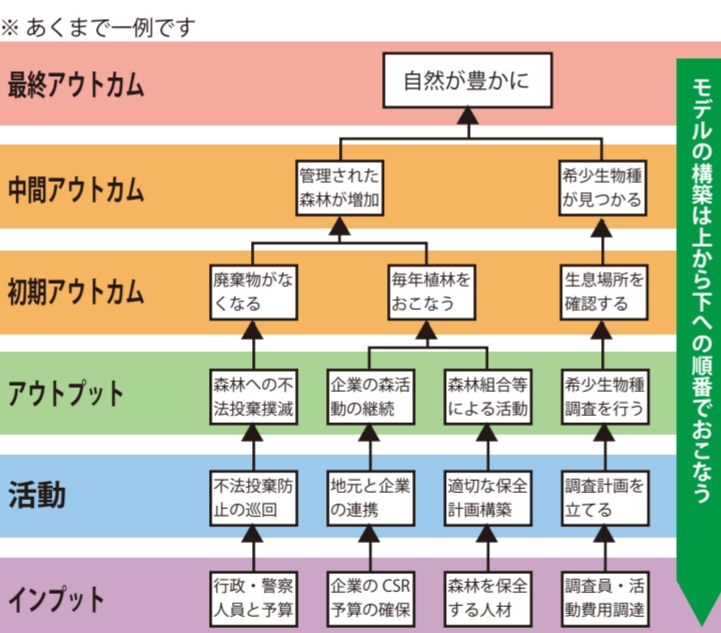 ※ あくまで一例です
最終アウトカム
自然が豊かに
中間アウトカム
管理された
森林が増加
希少生物種
が見つかる
初期アウトカム
廃棄物がな
くなる
毎年植林を
おこなう
生息場所を
確認する
アウトプット
森林への不
法投棄撲滅
企業の森活
動の継続
森林組合等
による活動
希少生物種
調査を行う
活動
不法投棄防
止の巡回
地元と企業
の連携
適切な保全
計画構築
調査計画を
立てる
インプット
行政・警察
人員と予算
企業の CSR
予算の確保
森林を保全
する人材
調査員・活
動費用調達
モデルの構築は上から下への順番でおこなう